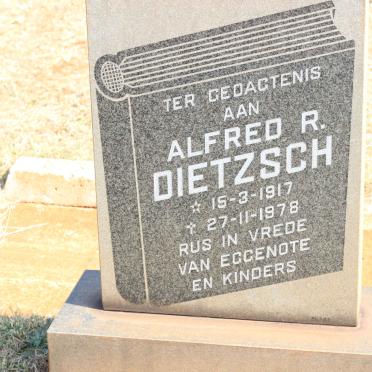 TER GEDAGTENIS
AAN
ALFRED R.
DIETZSCH
☆ 15-3-1917
✝ 27-11-1978
RUS IN VREDE
VAN EGGENOTE
EN KINDERS